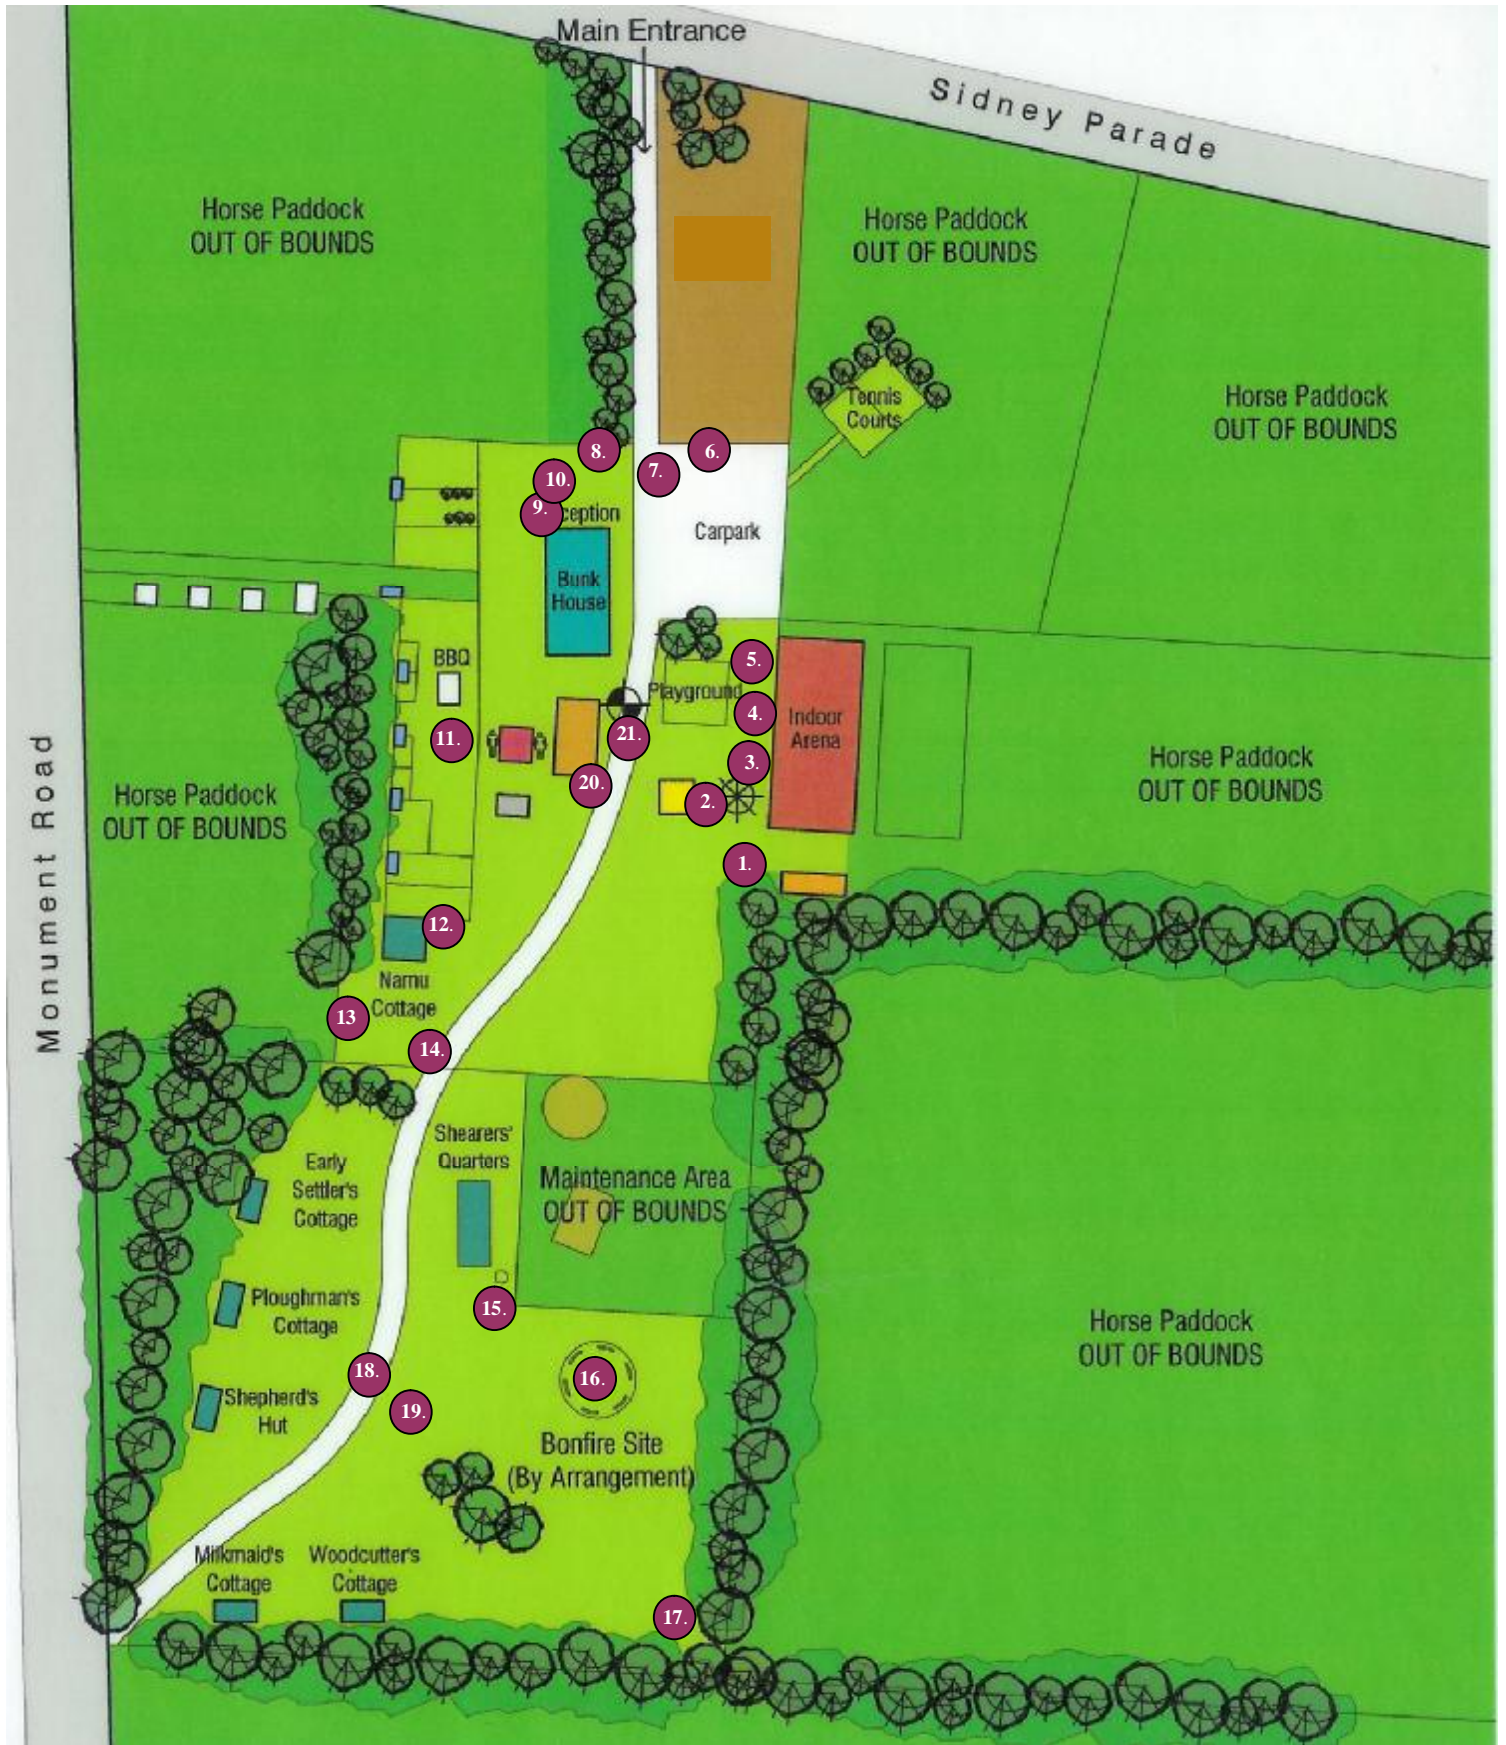 Main Entrance
Sidney Parade
Horse Paddock
OUT OF BOUNDS
Horse Paddock
OUT OF BOUNDS
Tennis
Courts
Horse Paddock
OUT OF BOUNDS
8.
6.
7.
10.
9.
ception
Carpark
Bunk
House
BBQ
5.
Playground
4.
Indoor
Arena
11.
21.
3.
Horse Paddock
OUT OF BOUNDS
20.
2.
Horse Paddock
OUT OF BOUNDS
Monument Road
1.
12.
Namu
Cottage
13
14.
Shearers'
Quarters
Early
Settler's
Cottage
Maintenance Area
OUT OF BOUNDS
Ploughman's
Cottage
15.
Horse Paddock
OUT OF BOUNDS
18.
16.
Shepherd's
Hut
19.
Bonfire Site
(By Arrangement)
Milkmaid's
Cottage
Woodcutter's
Cottage
17.